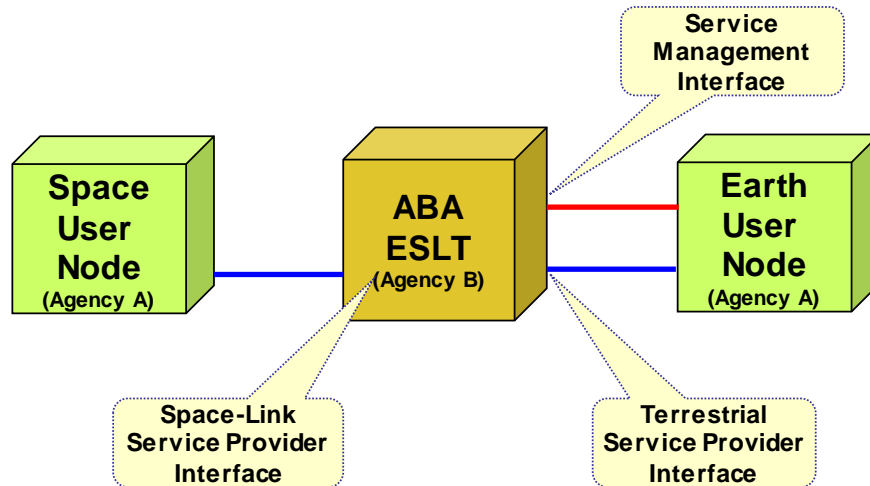 Service
Management
Interface
Space
User
Node
(Agency A)
ABA
ESLT
(Agency B)
Earth
User
Node
(Agency A)
Space-Link
Service Provider
Interface
Terrestrial
Service Provider
Interface